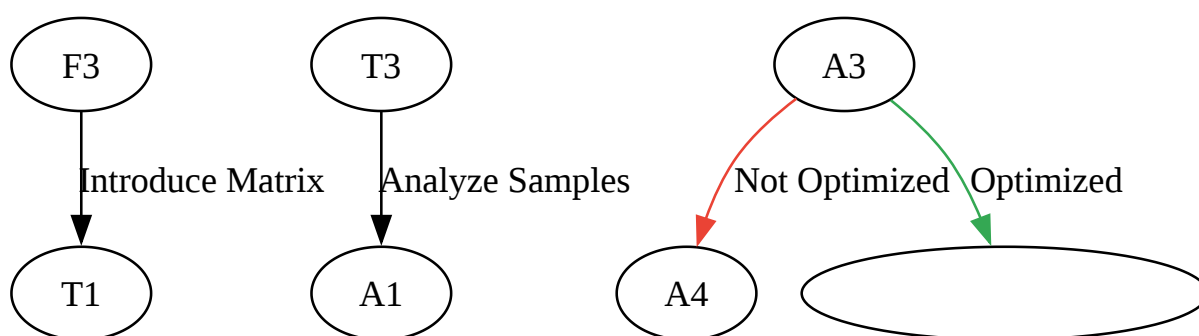 F3
T3
A3
Introduce Matrix
Analyze Samples
Not Optimized
Optimized
T1
A1
A4